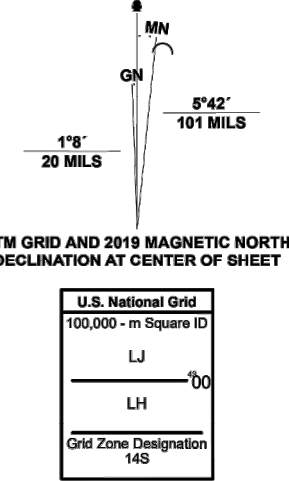 MN
GN
5°42´
101 MILS
1°8´
20 MILS
TM GRID AND 2019 MAGNETIC NORTH
DECLINATION AT CENTER OF SHEET
U.S. National Grid
100,000 - m Square ID
LJ
4300
LH
Grid Zone Designation
14S